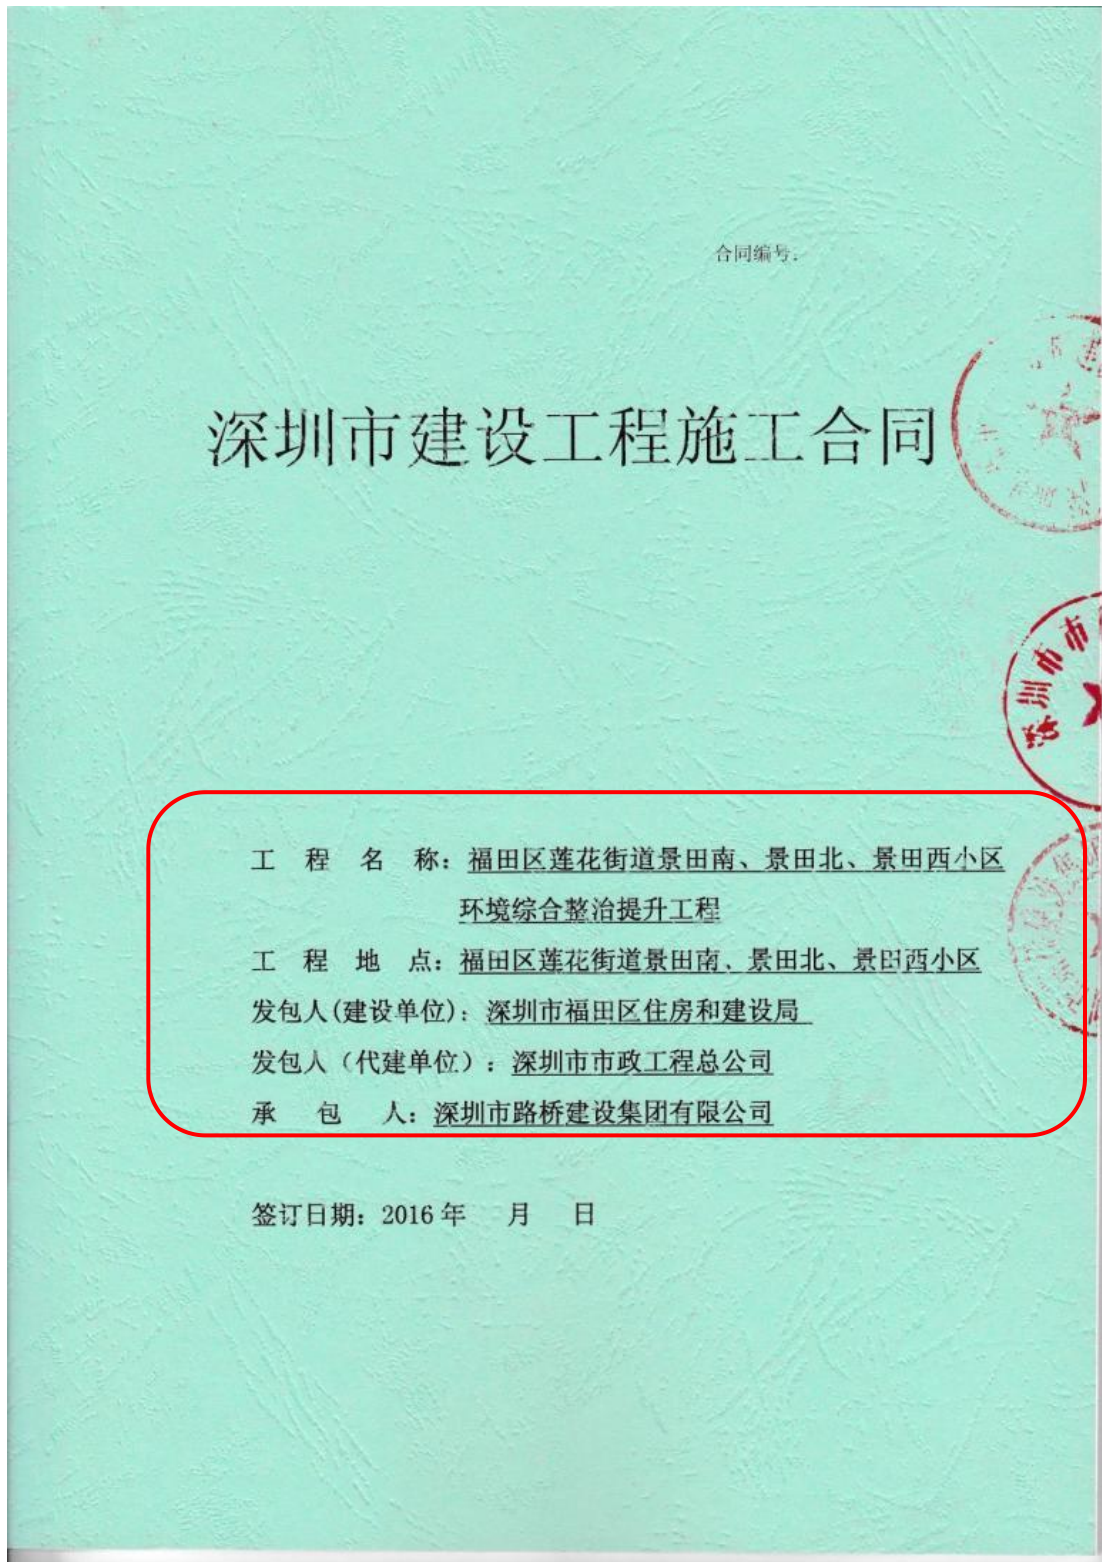 合同编号:
深圳市建设工程施工合同
深圳市市
工 程 名 称: 福田区莲花街道景田南、景田北、景田西小区
环境综合整治提升工程
工 程 地 点: 福田区莲花街道景田南、景田北、景田西小区
发包人(建设单位): 深圳市福田区住房和建设局
发包人（代建单位）: 深圳市市政工程总公司
承 包 人: 深圳市路桥建设集团有限公司
签订日期: 2016 年 月 日